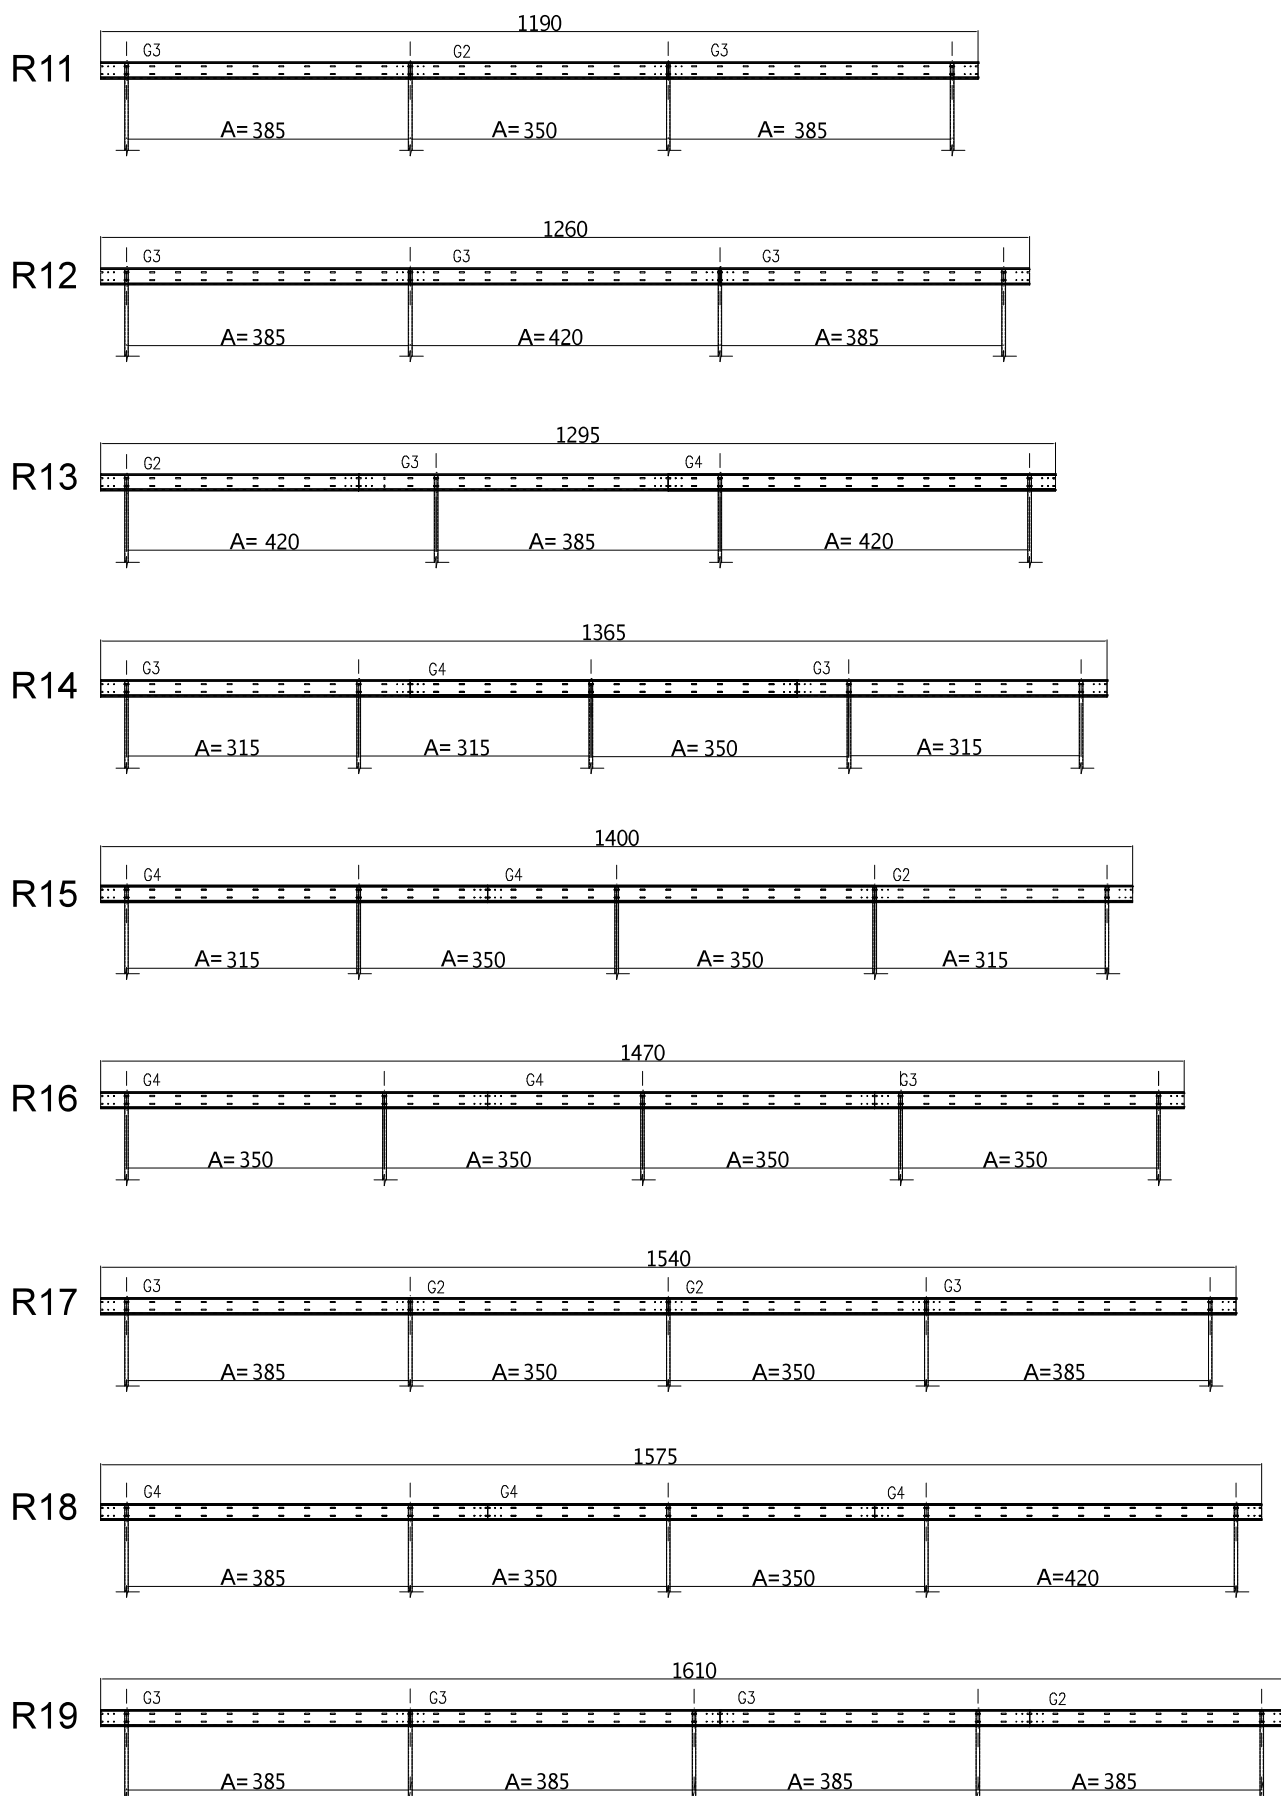 1190
G3 G2 G3
R11
A= 385 A= 350 A= 385
1260
G3 G3 G3
R12
A= 385 A= 420 A= 385
1295
G2 G3 G4
R13
A= 420 A= 385 A= 420
1365
G3 G4 G3
R14
A= 315 A= 315 A= 350 A= 315
1400
G4 G4 G2
R15
A= 315 A= 350 A= 350 A= 315
1470
G4 G4 G3
R16
A= 350 A= 350 A= 350 A= 350
1540
G3 G2 G2 G3
R17
A= 385 A= 350 A=350 A=385
1575
G4 G4 G4
R18
A= 385 A= 350 A=350 A=420
1610
G3 G3 G3 G2
R19
A= 385 A= 385 A= 385 A= 385